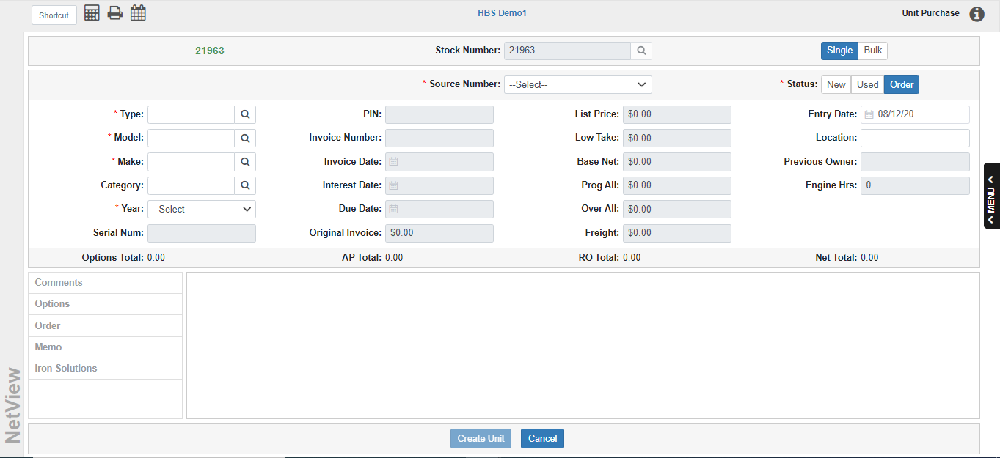 Shortcut HBS Demo1 Unit Purchase
21963 Stock Number: 21963 Single Bulk
* Source Number: --Select-- * Status: New Used Order
* Type: PIN: List Price: $0.00 Entry Date: 08/12/20
* Model: Invoice Number: Low Take: $0.00 Location:
* Make: Invoice Date: Base Net: $0.00 Previous Owner:
Category: Interest Date: Prog All: $0.00 Engine Hrs: 0
* Year: --Select-- Due Date: Over All: $0.00
Serial Num: Original Invoice: $0.00 Freight: $0.00
Options Total: 0.00 AP Total: 0.00 RO Total: 0.00 Net Total: 0.00
MENU
Comments
Options
Order
Memo
Iron Solutions
NetView
Create Unit Cancel